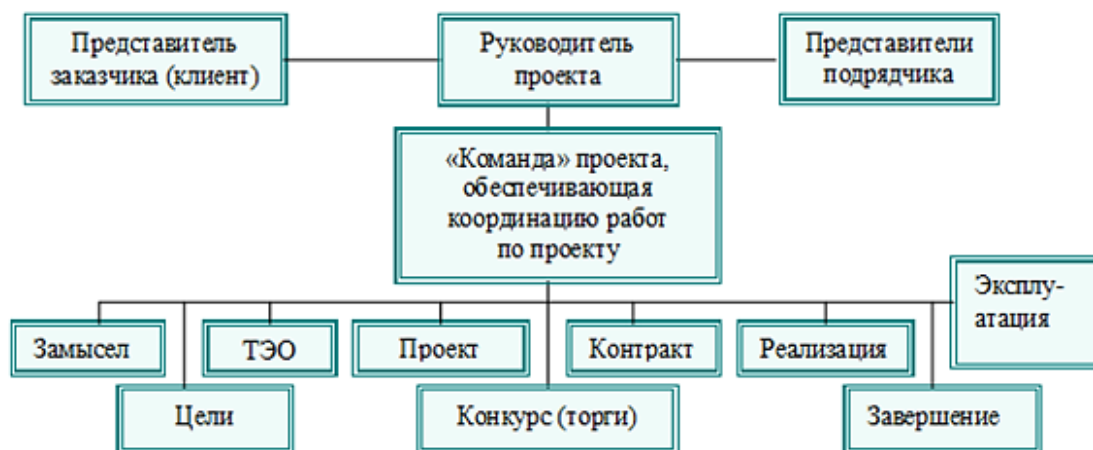 Представитель
заказчика (клиент)
Руководитель
проекта
Представители
подрядчика
«Команда» проекта,
обеспечивающая
координацию работ
по проекту
Эксплу-
атация
Замысел
ТЭО
Проект
Контракт
Реализация
Цели
Конкурс (торги)
Завершение